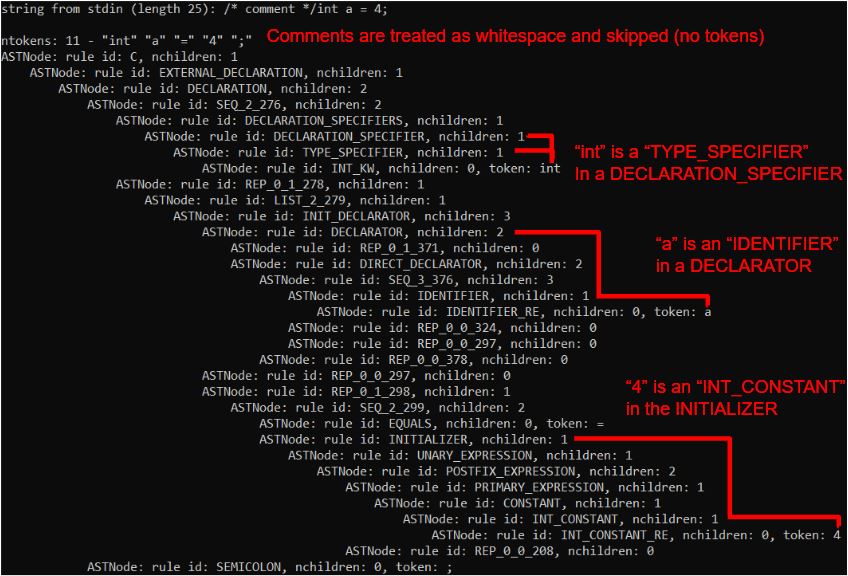 string from stdin (length 25): /* comment */int a = 4;
ntokens: 11 - "int" "a" "=" "4" ";"
Comments are treated as whitespace and skipped (no tokens)
ASTNode: rule id: C, nchildren: 1
ASTNode: rule id: EXTERNAL_DECLARATION, nchildren: 1
ASTNode: rule id: DECLARATION, nchildren: 2
ASTNode: rule id: SEQ_2_276, nchildren: 2
ASTNode: rule id: DECLARATION_SPECIFIERS, nchildren: 1
ASTNode: rule id: DECLARATION_SPECIFIER, nchildren: 1
ASTNode: rule id: TYPE_SPECIFIER, nchildren: 1
ASTNode: rule id: INT_KW, nchildren: 0, token: int
“int” is a “TYPE_SPECIFIER”
In a DECLARATION_SPECIFIER
ASTNode: rule id: REP_0_1_278, nchildren: 1
ASTNode: rule id: LIST_2_279, nchildren: 1
ASTNode: rule id: INIT_DECLARATOR, nchildren: 3
ASTNode: rule id: DECLARATOR, nchildren: 2
ASTNode: rule id: REP_0_1_371, nchildren: 0
ASTNode: rule id: DIRECT_DECLARATOR, nchildren: 2
ASTNode: rule id: SEQ_3_376, nchildren: 3
ASTNode: rule id: IDENTIFIER, nchildren: 1
ASTNode: rule id: IDENTIFIER_RE, nchildren: 0, token: a
“a” is an “IDENTIFIER”
in a DECLARATOR
ASTNode: rule id: REP_0_0_324, nchildren: 0
ASTNode: rule id: REP_0_0_297, nchildren: 0
ASTNode: rule id: REP_0_0_378, nchildren: 0
ASTNode: rule id: REP_0_0_297, nchildren: 0
ASTNode: rule id: REP_0_1_298, nchildren: 1
ASTNode: rule id: SEQ_2_299, nchildren: 2
ASTNode: rule id: EQUALS, nchildren: 0, token: =
ASTNode: rule id: INITIALIZER, nchildren: 1
“4” is an “INT_CONSTANT”
in the INITIALIZER
ASTNode: rule id: UNARY_EXPRESSION, nchildren: 1
ASTNode: rule id: POSTFIX_EXPRESSION, nchildren: 2
ASTNode: rule id: PRIMARY_EXPRESSION, nchildren: 1
ASTNode: rule id: CONSTANT, nchildren: 1
ASTNode: rule id: INT_CONSTANT, nchildren: 1
ASTNode: rule id: INT_CONSTANT_RE, nchildren: 0, token: 4
ASTNode: rule id: REP_0_0_208, nchildren: 0
ASTNode: rule id: SEMICOLON, nchildren: 0, token: ;